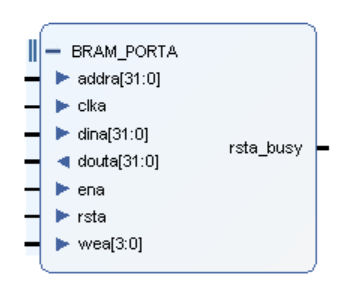 BRAM_PORTA
addra[31:0]
clka
dina[31:0]
douta[31:0]
rsta_busy
ena
rsta
wea[3:0]